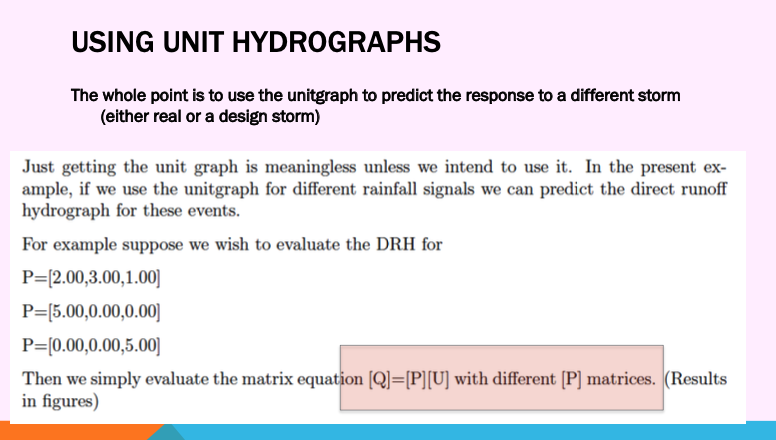 USING UNIT HYDROGRAPHS
The whole point is to use the unitgraph to predict the response to a different storm
(either real or a design storm)
Just getting the unit graph is meaningless unless we intend to use it. In the present ex-
ample, if we use the unitgraph for different rainfall signals we can predict the direct runoff
hydrograph for these events.
For example suppose we wish to evaluate the DRH for
P=[2.00,3.00,1.00]
P=[5.00,0.00,0.00]
P=[0.00,0.00,5.00]
Then we simply evaluate the matrix equation [Q]=[P][U] with different [P] matrices. (Results
in figures)